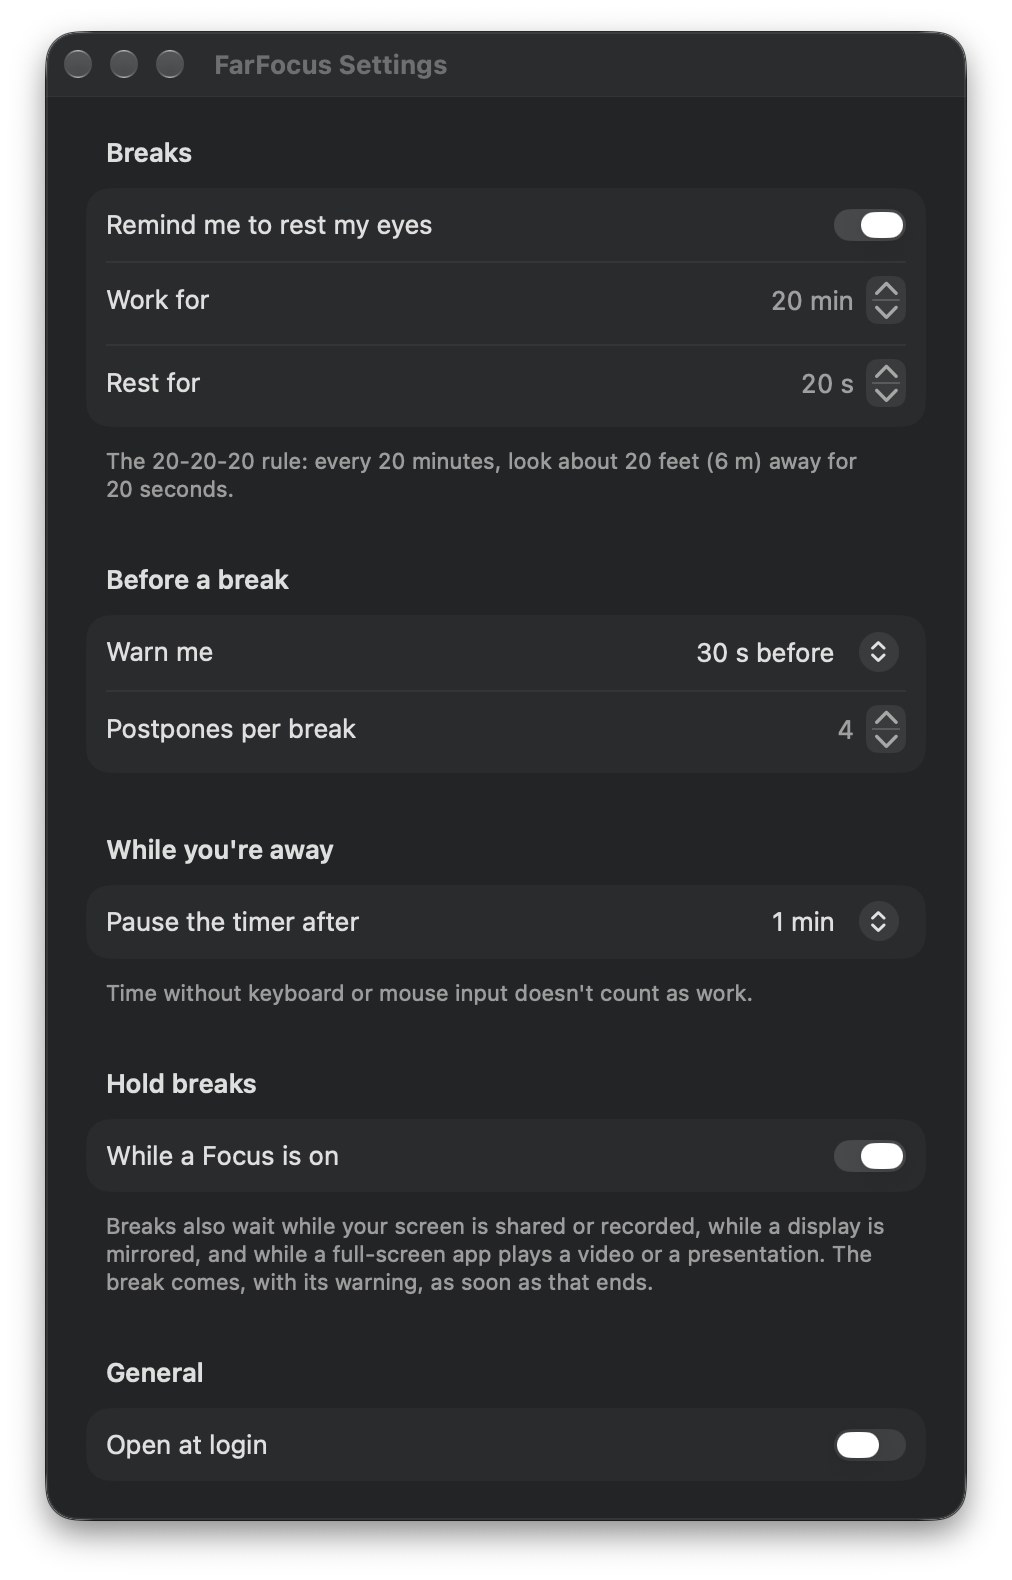 FarFocus Settings
Breaks
Remind me to rest my eyes
Work for 20 min
Rest for 20 s
The 20-20-20 rule: every 20 minutes, look about 20 feet (6 m) away for
20 seconds.
Before a break
Warn me 30 s before
Postpones per break 4
While you're away
Pause the timer after 1 min
Time without keyboard or mouse input doesn't count as work.
Hold breaks
While a Focus is on
Breaks also wait while your screen is shared or recorded, while a display is
mirrored, and while a full-screen app plays a video or a presentation. The
break comes, with its warning, as soon as that ends.
General
Open at login